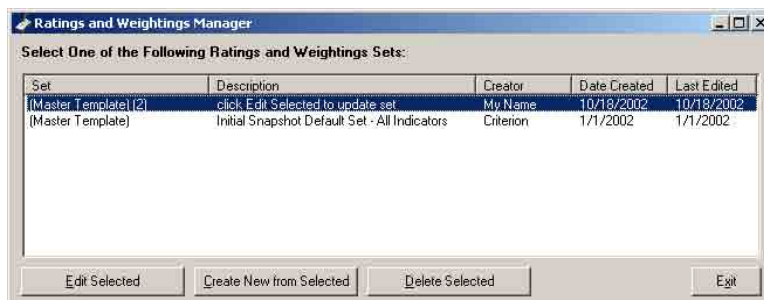 Ratings and Weightings Manager
Select One of the Following Ratings and Weightings Sets:
Set Description Creator Date Created Last Edited
(Master Template) (2) click Edit Selected to update set My Name 10/18/2002 10/18/2002
(Master Template) Initial Snapshot Default Set - All Indicators Criterion 1/1/2002 1/1/2002
Edit Selected Create New from Selected Delete Selected Exit